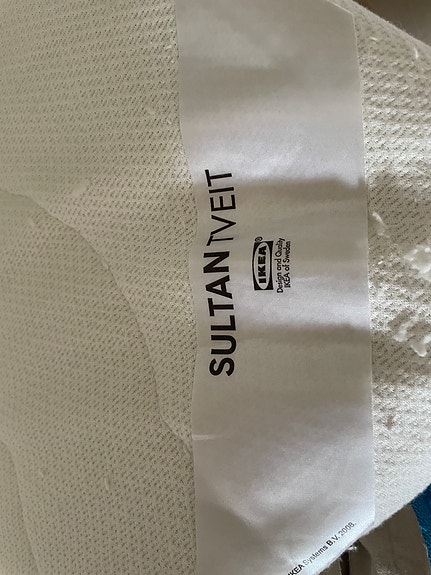 SULTAN TVEIT
IKEA®
Design and Quality
IKEA of Sweden
IKEA Systems B.V. 2008.